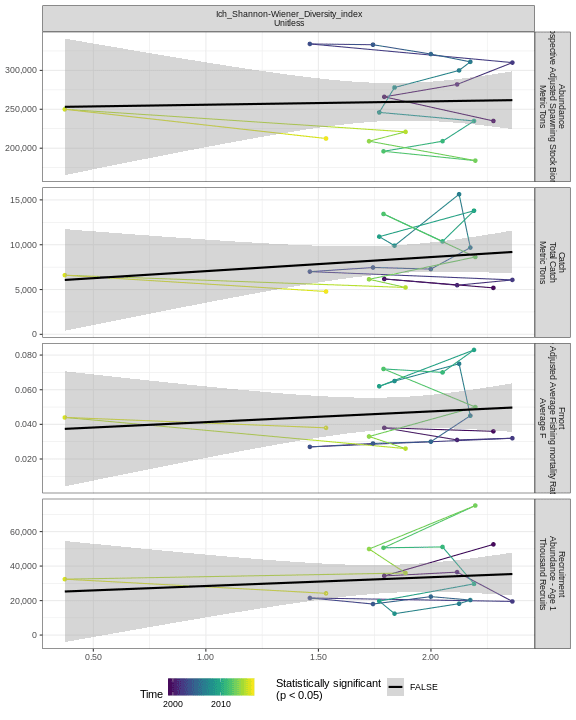 Ich_Shannon-Wiener_Diversity_index
Unitless
300,000
250,000
200,000
Abundance
Adjusted Spawning Stock
Metric Tons
15,000
10,000
5,000
0
Catch
Total Catch
Metric Tons
0.080
0.060
0.040
0.020
Fmort
Adjusted Average Fishing mortality
Average F
60,000
40,000
20,000
0
Recruitment
Abundance - Age 1
Thousand Recruits
0.50
1.00
1.50
2.00
Time
2000
2010
Statistically significant
(p < 0.05)
FALSE